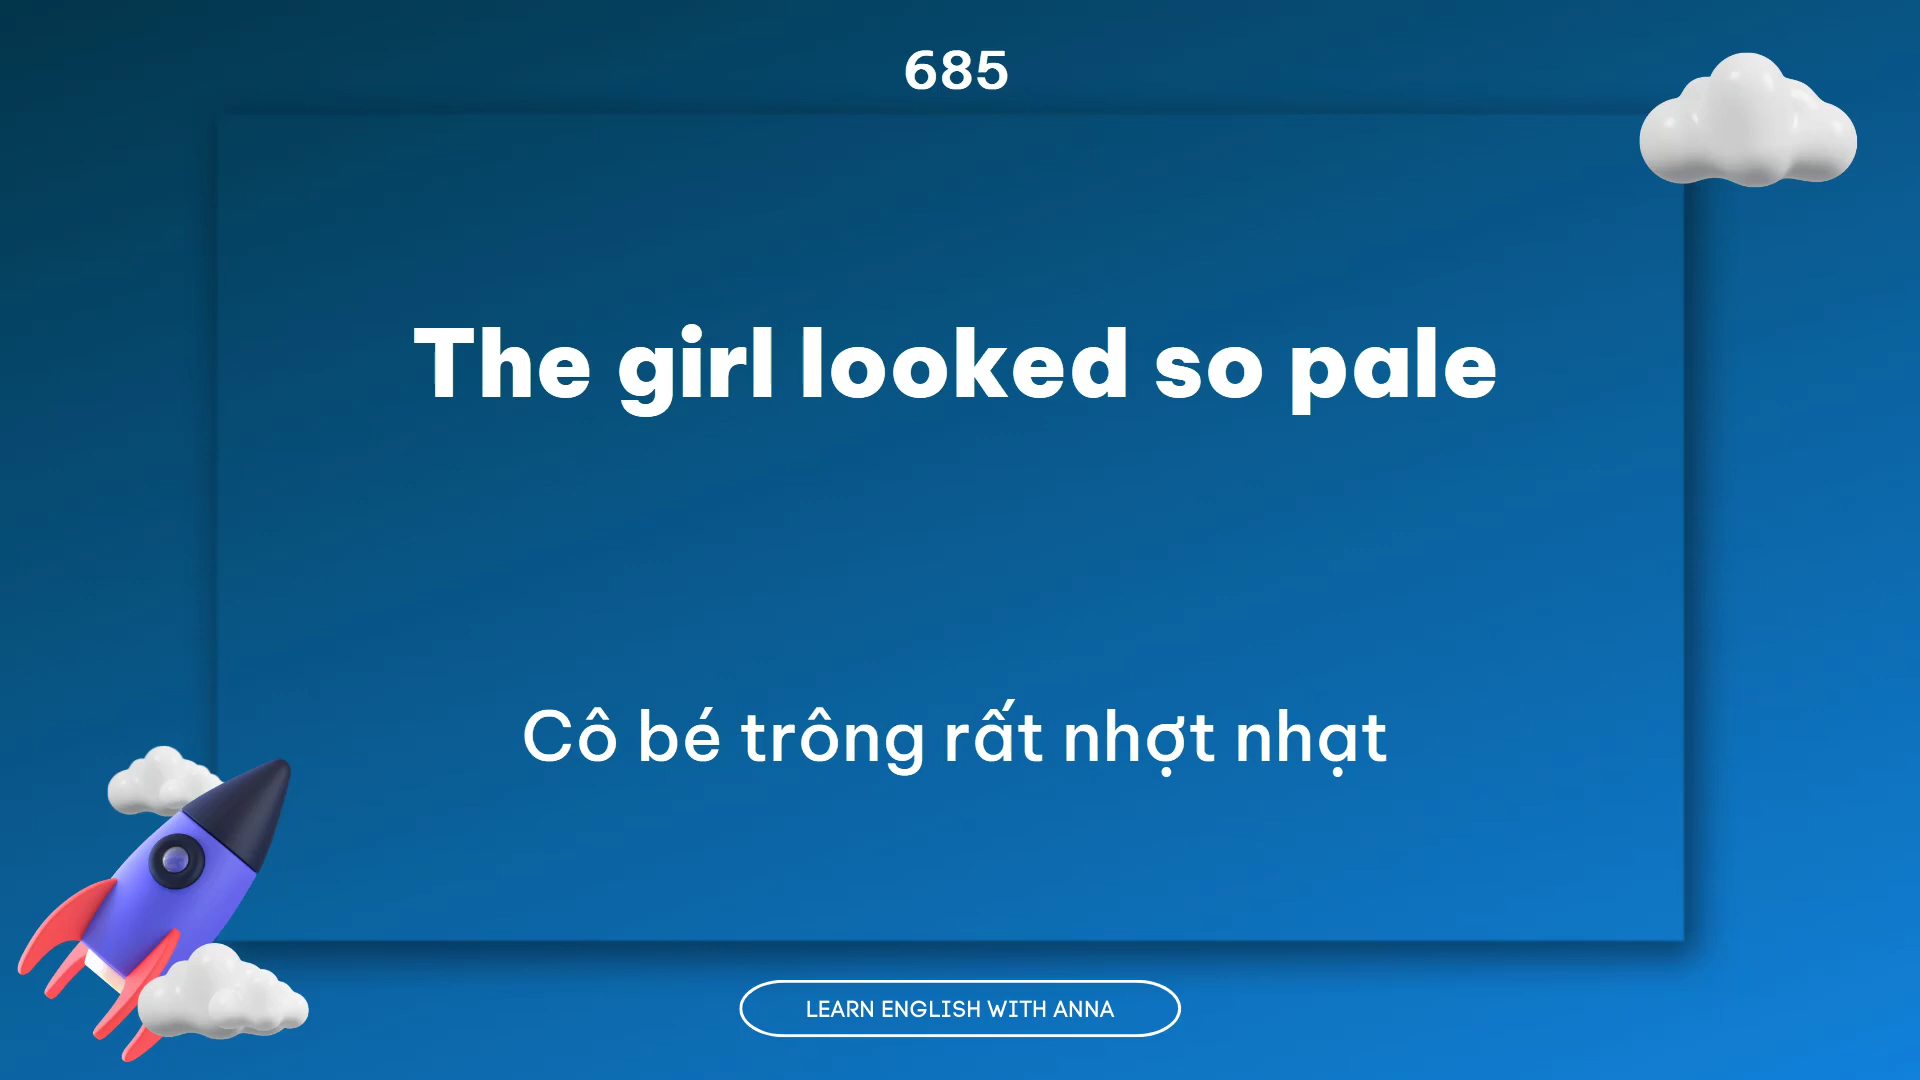 685
The girl looked so pale
Cô bé trông rất nhợt nhạt
LEARN ENGLISH WITH ANNA